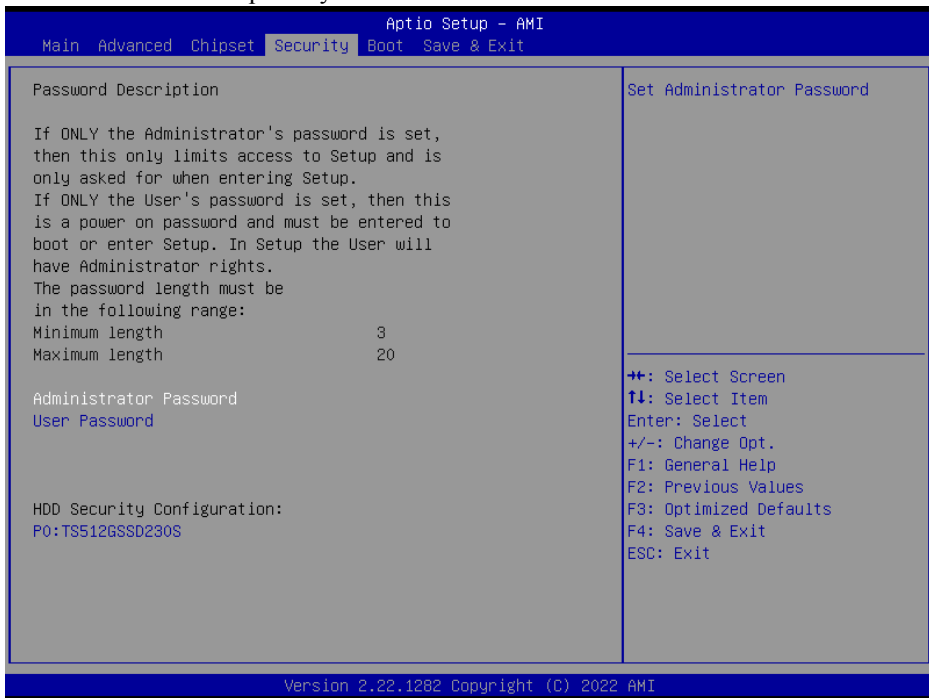 Aptio Setup – AMI
Main Advanced Chipset Security Boot Save & Exit
Password Description
If ONLY the Administrator's password is set,
then this only limits access to Setup and is
only asked for when entering Setup.
If ONLY the User's password is set, then this
is a power on password and must be entered to
boot or enter Setup. In Setup the User will
have Administrator rights.
The password length must be
in the following range:
Minimum length 3
Maximum length 20
Administrator Password
User Password
HDD Security Configuration:
P0:TS512GSSD230S
Set Administrator Password
→←: Select Screen
↑↓: Select Item
Enter: Select
+/-: Change Opt.
F1: General Help
F2: Previous Values
F3: Optimized Defaults
F4: Save & Exit
ESC: Exit
Version 2.22.1282 Copyright (C) 2022 AMI